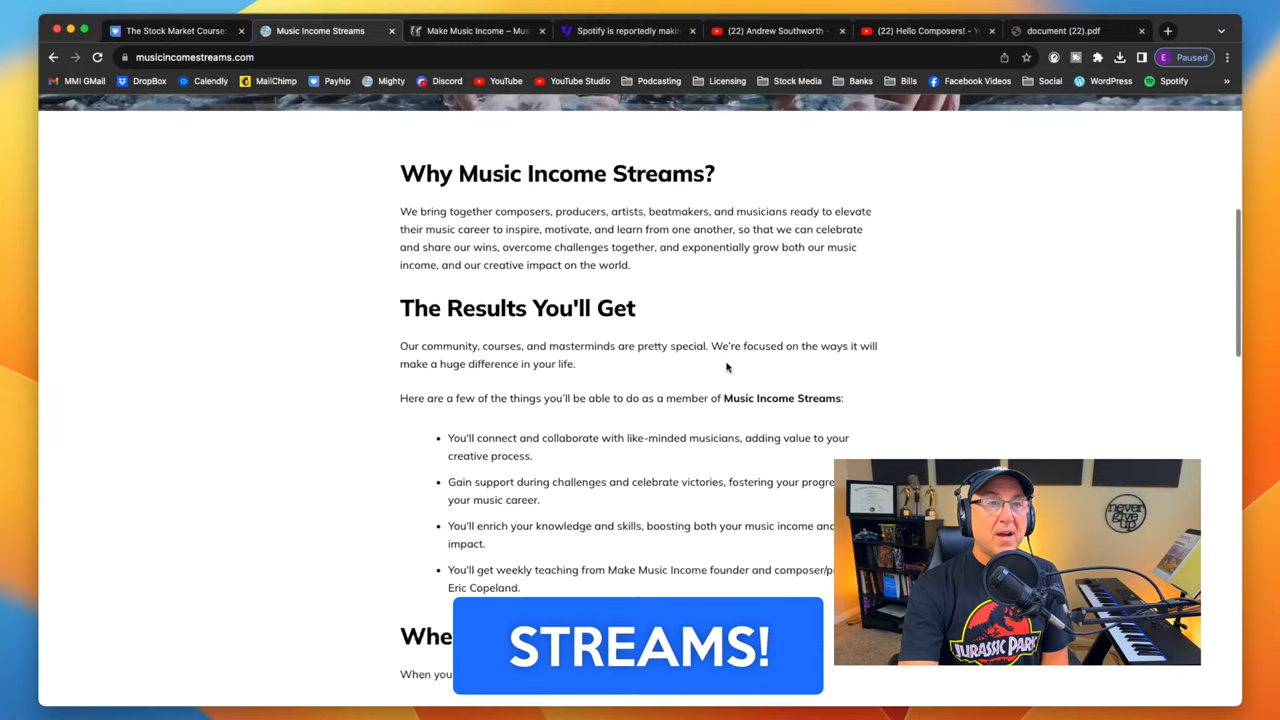 The Stock Market Course:
Music Income Streams
Make Music Income – Mus
Spotify is reportedly makin
(22) Andrew Southworth -
(22) Hello Composers! - Y
document (22).pdf
musicincomestreams.com
E Paused
MMI GMail
DropBox
Calendly
MailChimp
Payhip
Mighty
Discord
YouTube
YouTube Studio
Podcasting
Licensing
Stock Media
Banks
Bills
Facebook Videos
Social
WordPress
Spotify
»
Why Music Income Streams?
We bring together composers, producers, artists, beatmakers, and musicians ready to elevate
their music career to inspire, motivate, and learn from one another, so that we can celebrate
and share our wins, overcome challenges together, and exponentially grow both our music
income, and our creative impact on the world.
The Results You'll Get
Our community, courses, and masterminds are pretty special. We're focused on the ways it will
make a huge difference in your life.
Here are a few of the things you'll be able to do as a member of Music Income Streams:
• You'll connect and collaborate with like-minded musicians, adding value to your
creative process.
• Gain support during challenges and celebrate victories, fostering your progre
your music career.
• You'll enrich your knowledge and skills, boosting both your music income and
impact.
• You'll get weekly teaching from Make Music Income founder and composer/p
Eric Copeland.
Whe
When you
STREAMS!
never
give
up
JURASSIC PARK